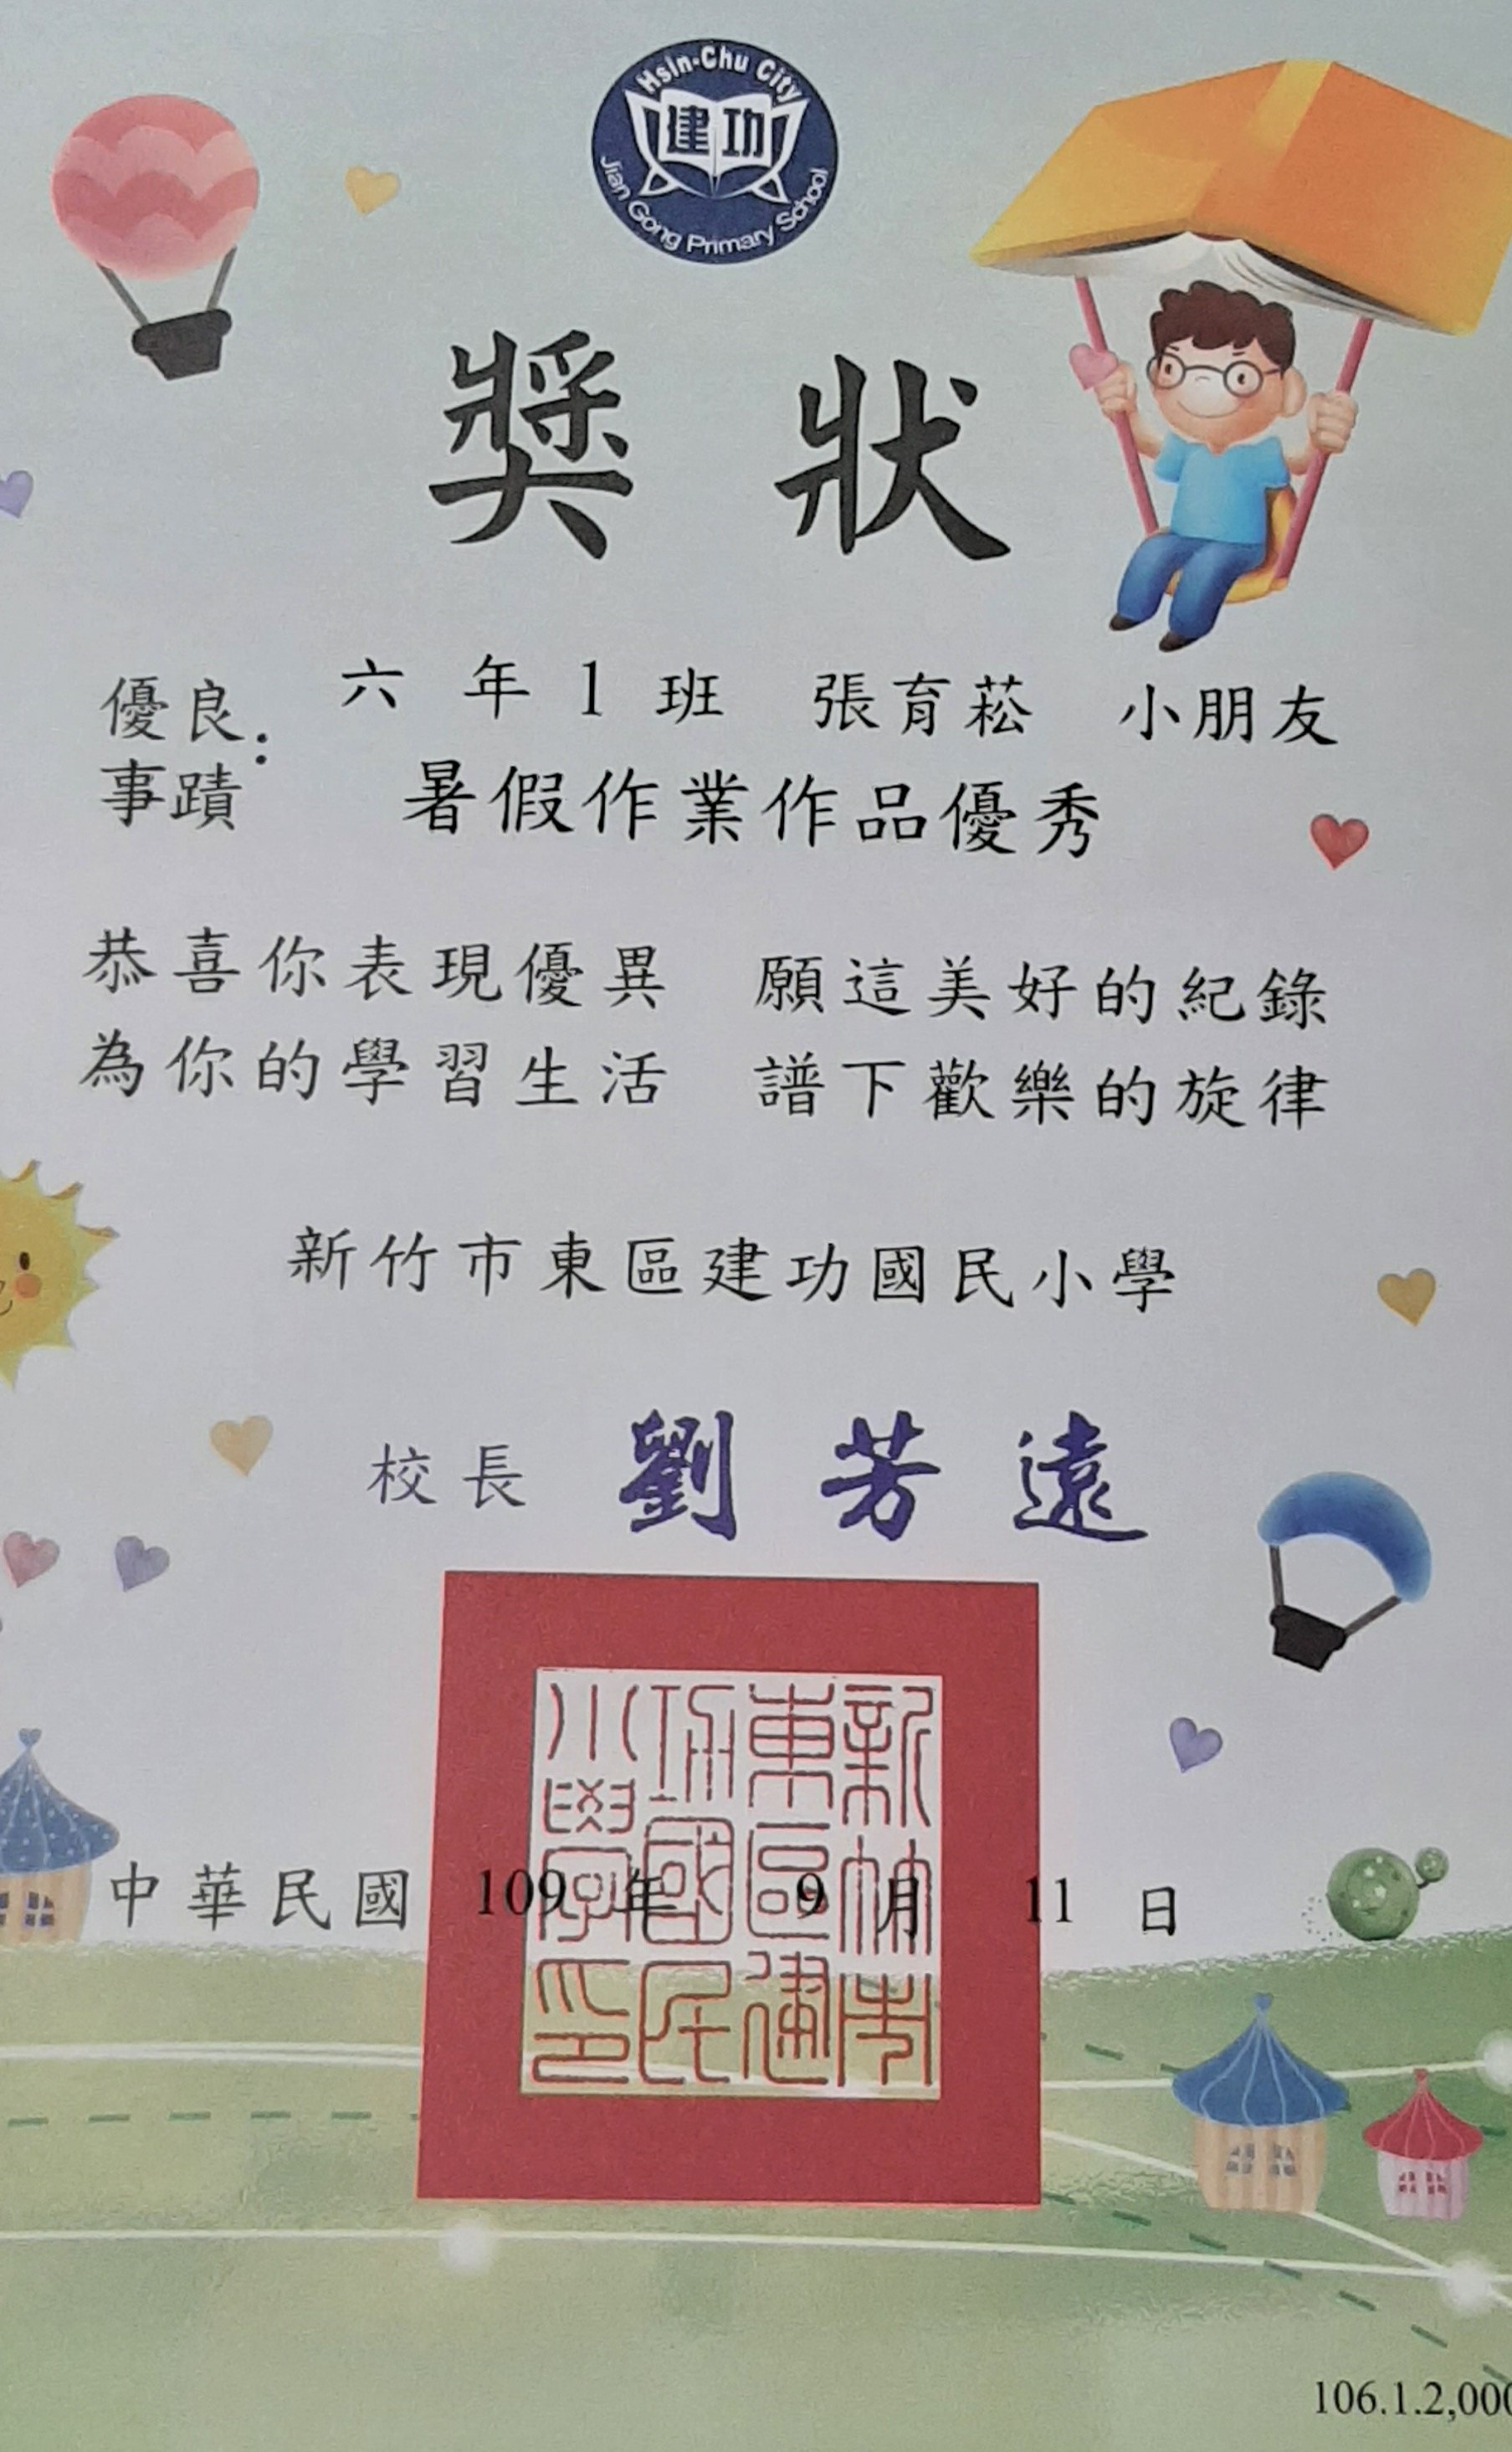 Hsin-Chu City
建功
Jian Gong Primary School
獎狀
優良事蹟:
六年1班 張育菘 小朋友
暑假作業作品優秀
恭喜你表現優異 願這美好的紀錄
為你的學習生活 譜下歡樂的旋律
新竹市東區建功國民小學
校長 劉芳遠
新竹市東區建功國民小學印
中華民國 109 年 9 月 11 日
106.1.2,000